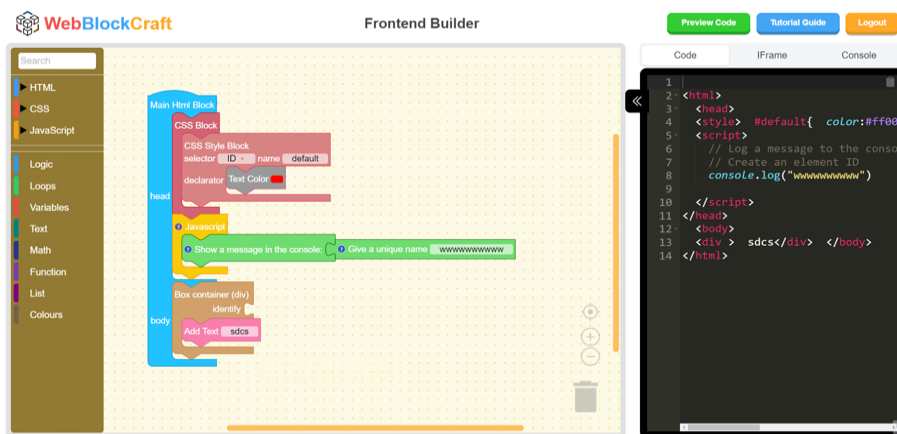 WebBlockCraft
Frontend Builder
Preview Code
Tutorial Guide
Logout
Search
HTML
CSS
JavaScript
Logic
Loops
Variables
Text
Math
Function
List
Colours
Main Html Block
CSS Block
CSS Style Block
selector ID name default
declarator Text Color
head
Javascript
Show a message in the console: Give a unique name wwwwwwwwww
Box container (div)
identify
body
Add Text sdcs
Code IFrame Console
1
2 <html>
3 <head>
4 <style> #default{ color:#ff00
5 <script>
6 // Log a message to the conso
7 // Create an element ID
8 console.log("wwwwwwwwww")
9
10 </script>
11 </head>
12 <body>
13 <div > sdcs</div> </body>
14 </html>